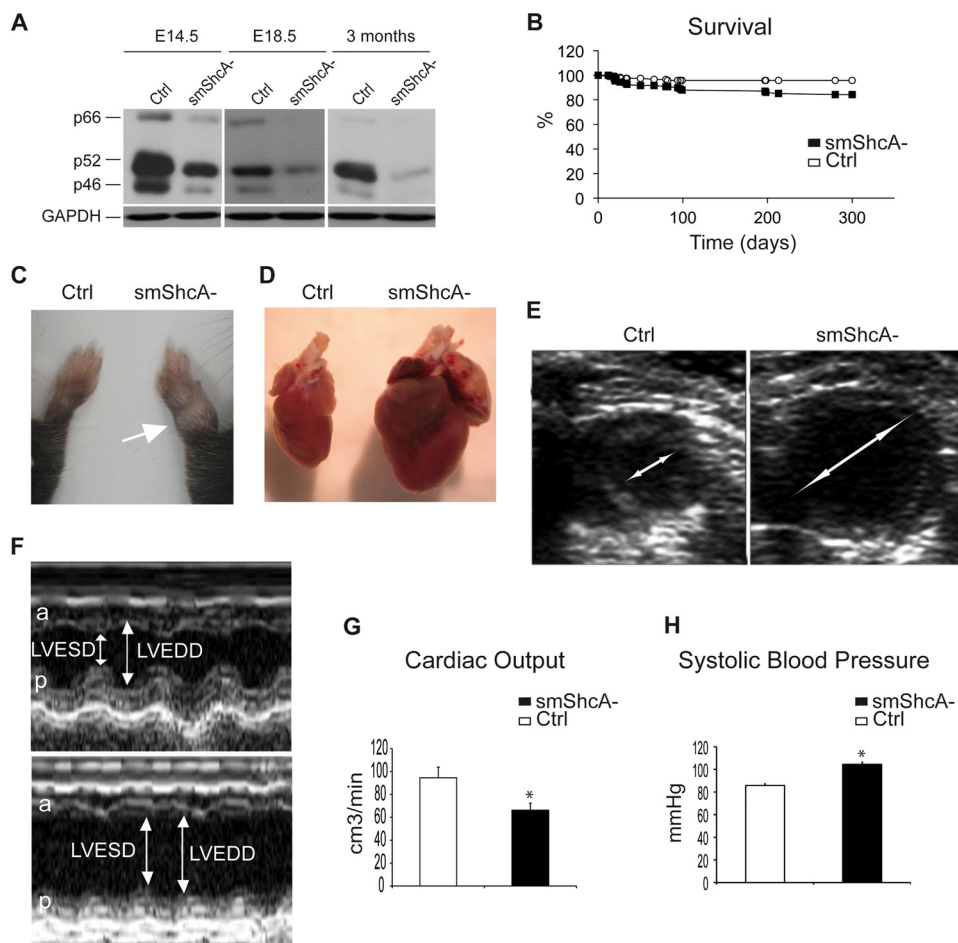 A
E14.5 E18.5 3 months
Ctrl smShcA- Ctrl smShcA- Ctrl smShcA-
p66
p52
p46
GAPDH
B
Survival
120
100
80
60
40
20
0
%
0 100 200 300
Time (days)
smShcA-
Ctrl
C
Ctrl smShcA-
D
Ctrl smShcA-
E
Ctrl smShcA-
F
a
LVESD LVEDD
p
a
LVESD LVEDD
p
G
Cardiac Output
smShcA-
Ctrl
120
100
80
60
40
20
0
cm3/min
*
H
Systolic Blood Pressure
smShcA-
Ctrl
120
100
80
60
40
20
0
mmHg
*